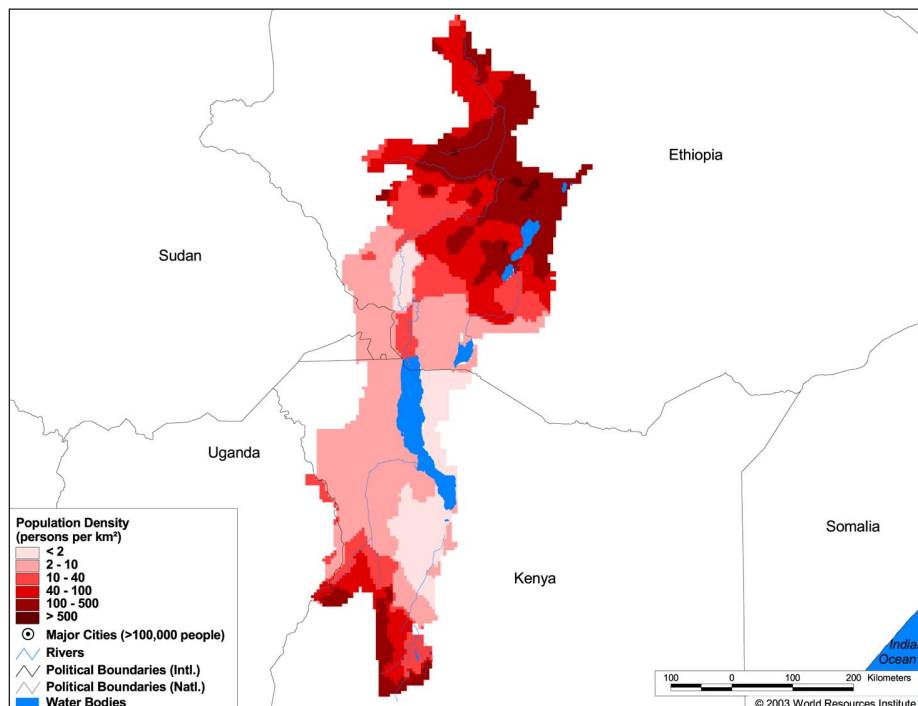 Ethiopia
Sudan
Uganda
Somalia
Kenya
Population Density
(persons per km²)
< 2
2 - 10
10 - 40
40 - 100
100 - 500
> 500
Major Cities (>100,000 people)
Rivers
Political Boundaries (Intl.)
Political Boundaries (Natl.)
Water Bodies
Indian
Ocean
100 0 100 200 Kilometers
© 2003 World Resources Institute